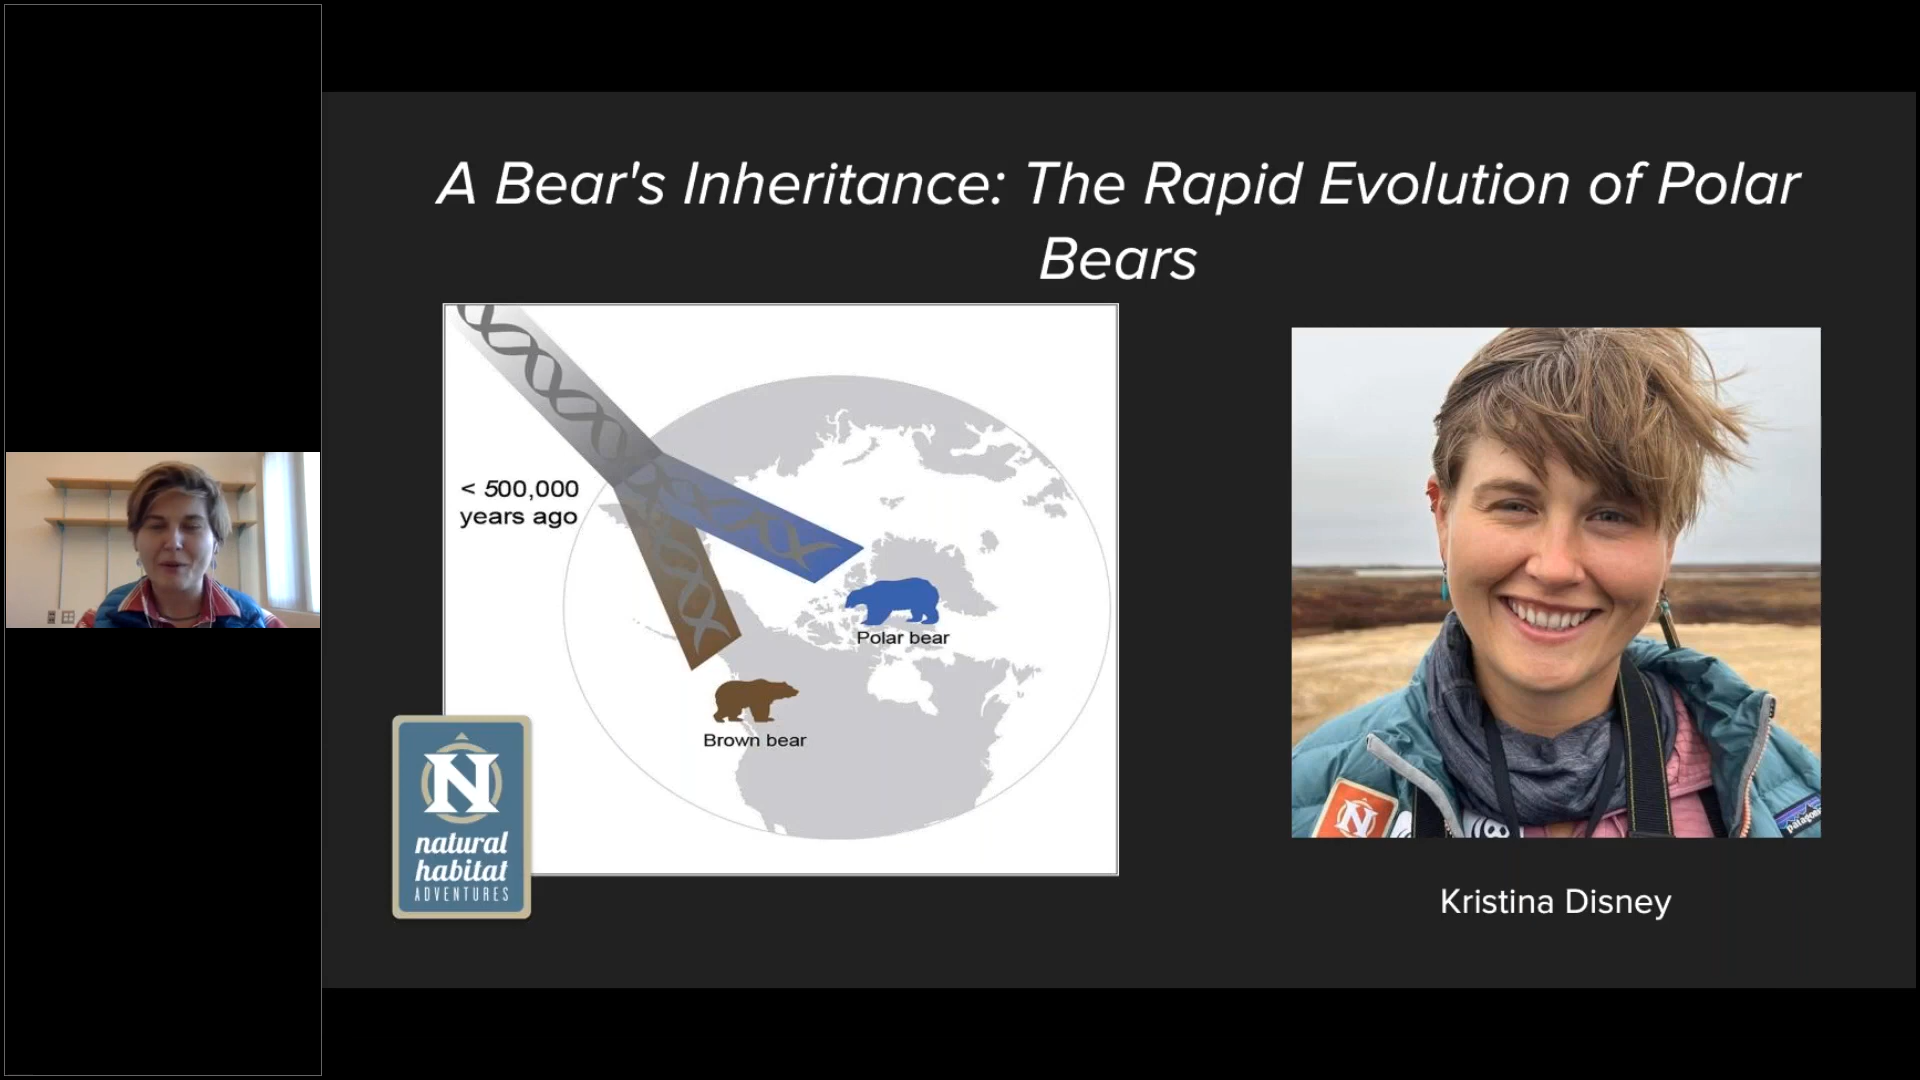 A Bear's Inheritance: The Rapid Evolution of Polar
Bears
< 500,000
years ago
Polar bear
Brown bear
N
natural
habitat
ADVENTURES
N
patagonia
Kristina Disney